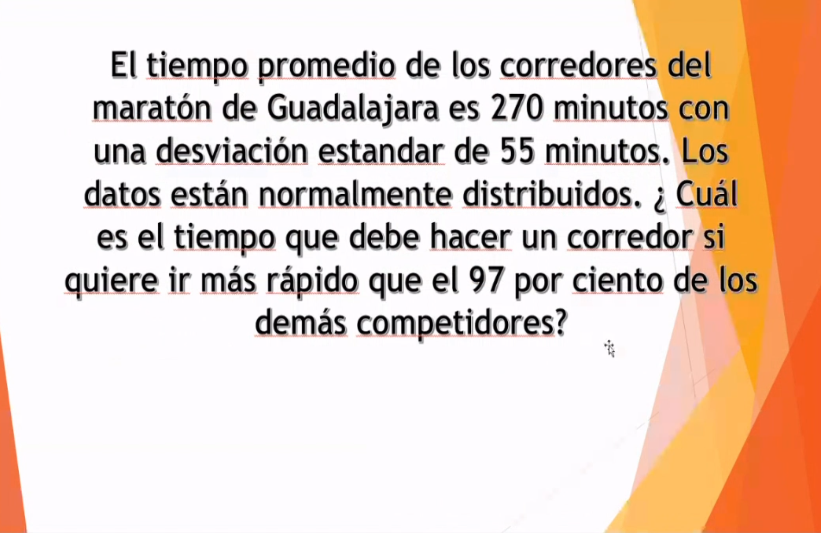 El tiempo promedio de los corredores del
maratón de Guadalajara es 270 minutos con
una desviación estandar de 55 minutos. Los
datos están normalmente distribuidos. ¿ Cuál
es el tiempo que debe hacer un corredor si
quiere ir más rápido que el 97 por ciento de los
demás competidores?